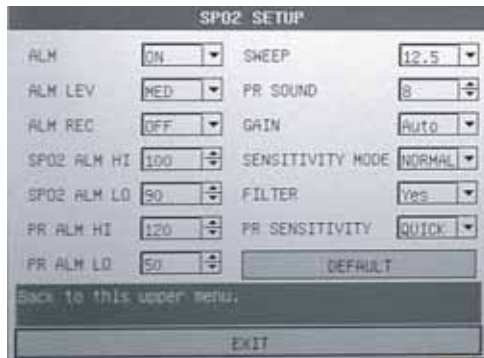 SPO2 SETUP
ALM ON SWEEP 12.5
ALM LEV MED PR SOUND 8
ALM REC OFF GAIN Auto
SPO2 ALM HI 100 SENSITIVITY MODE NORMAL
SPO2 ALM LO 90 FILTER Yes
PR ALM HI 120 PR SENSITIVITY QUICK
PR ALM LO 50 DEFAULT
Back to this upper menu.
EXIT